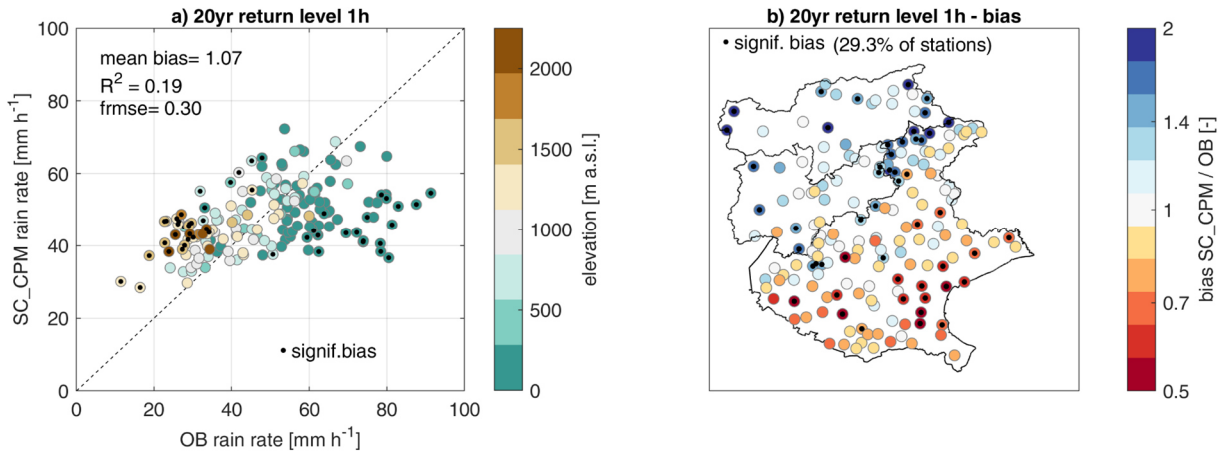 a) 20yr return level 1h
mean bias= 1.07
R² = 0.19
frmse= 0.30
signif.bias
100
80
60
40
20
0
SC_CPM rain rate [mm h⁻¹]
0 20 40 60 80 100
OB rain rate [mm h⁻¹]
2000
1500
1000
500
0
elevation [m a.s.l.]
b) 20yr return level 1h - bias
signif. bias (29.3% of stations)
2
1.4
1
0.7
0.5
bias SC_CPM / OB [-]